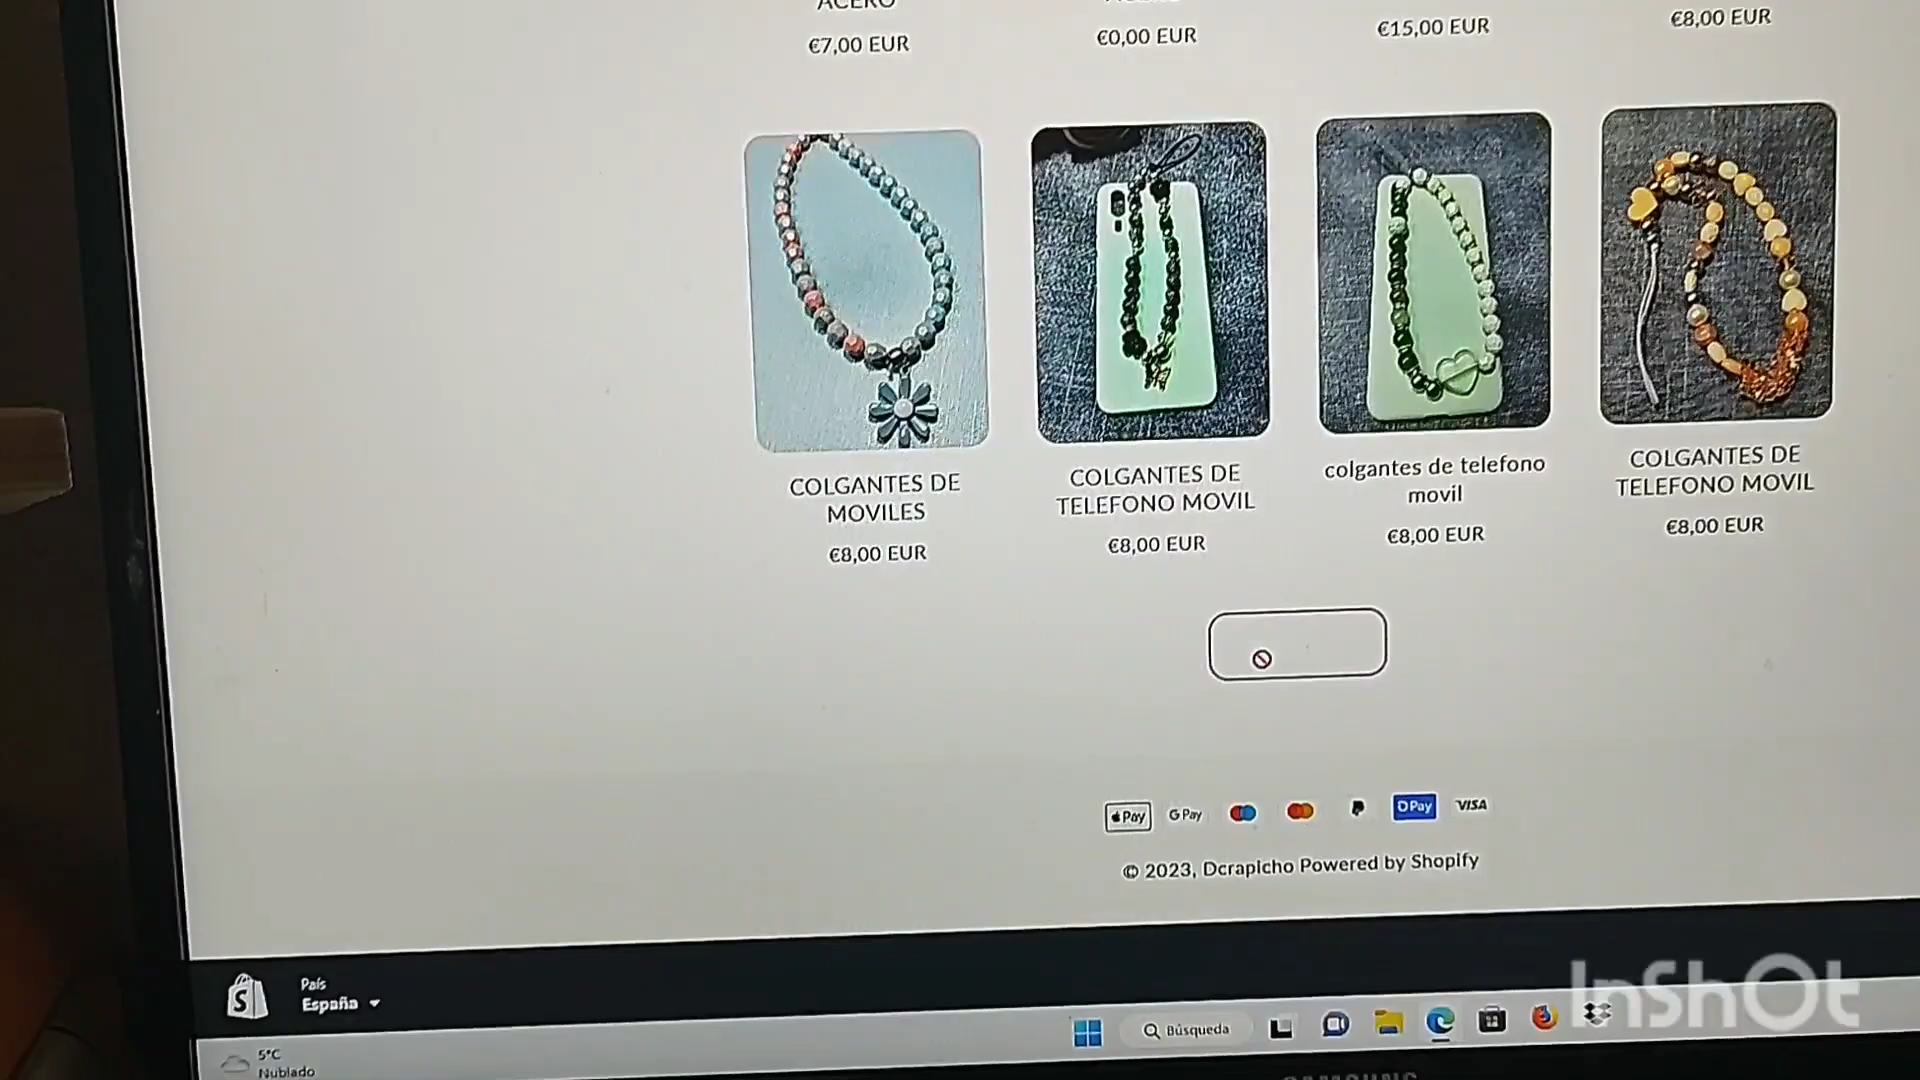 ACERO
€7,00 EUR
€0,00 EUR
€15,00 EUR
€8,00 EUR
COLGANTES DE
MOVILES
€8,00 EUR
COLGANTES DE
TELEFONO MOVIL
€8,00 EUR
colgantes de telefono
movil
€8,00 EUR
COLGANTES DE
TELEFONO MOVIL
€8,00 EUR
Pay
G Pay
Pay
VISA
© 2023, Dcrapicho Powered by Shopify
País
España
Búsqueda
5°C
Nublado
InShOt
SAMSUNG